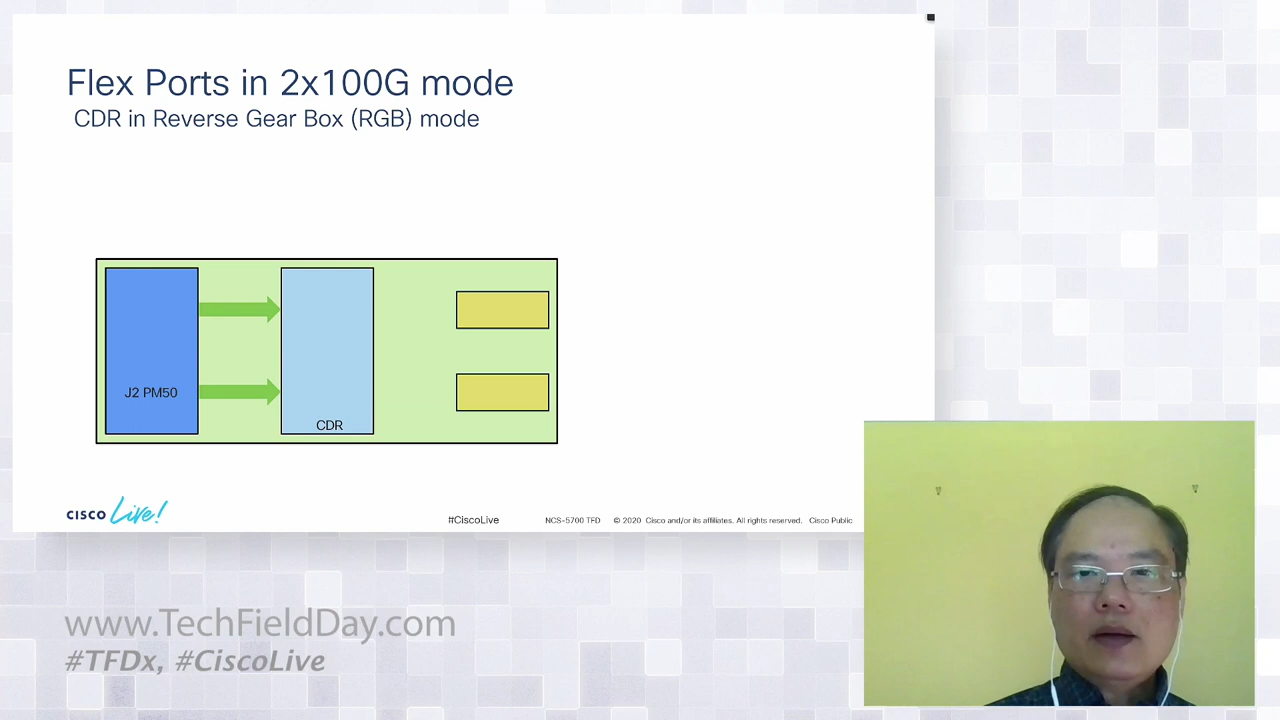 Flex Ports in 2x100G mode
CDR in Reverse Gear Box (RGB) mode
J2 PM50
CDR
CISCO Live!
#CiscoLive
NCS-5700 TFD
© 2020 Cisco and/or its affiliates. All rights reserved. Cisco Public
www.TechFieldDay.com
#TFDx, #CiscoLive